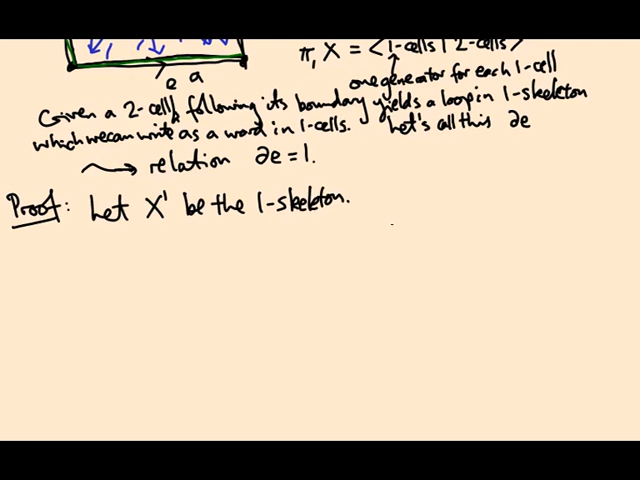 π₁ X = <1-cells | 2-cells>
e a
one generator for each 1-cell
Given a 2-cell, following its boundary yields a loop in 1-skeleton
which we can write as a word in 1-cells. Let's all this ∂e
⟿ relation ∂e = 1.
Proof: Let X¹ be the 1-skeleton.